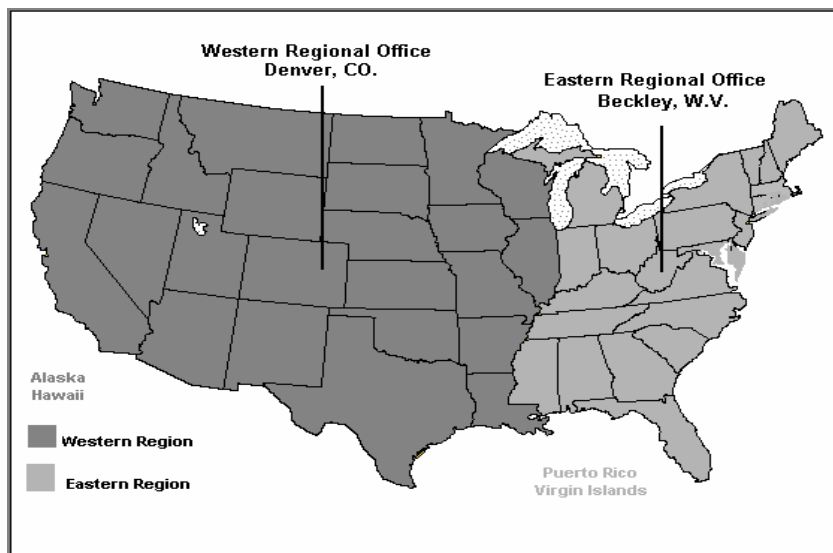 Western Regional Office
Denver, CO.
Eastern Regional Office
Beckley, W.V.
Alaska
Hawaii
Western Region
Eastern Region
Puerto Rico
Virgin Islands